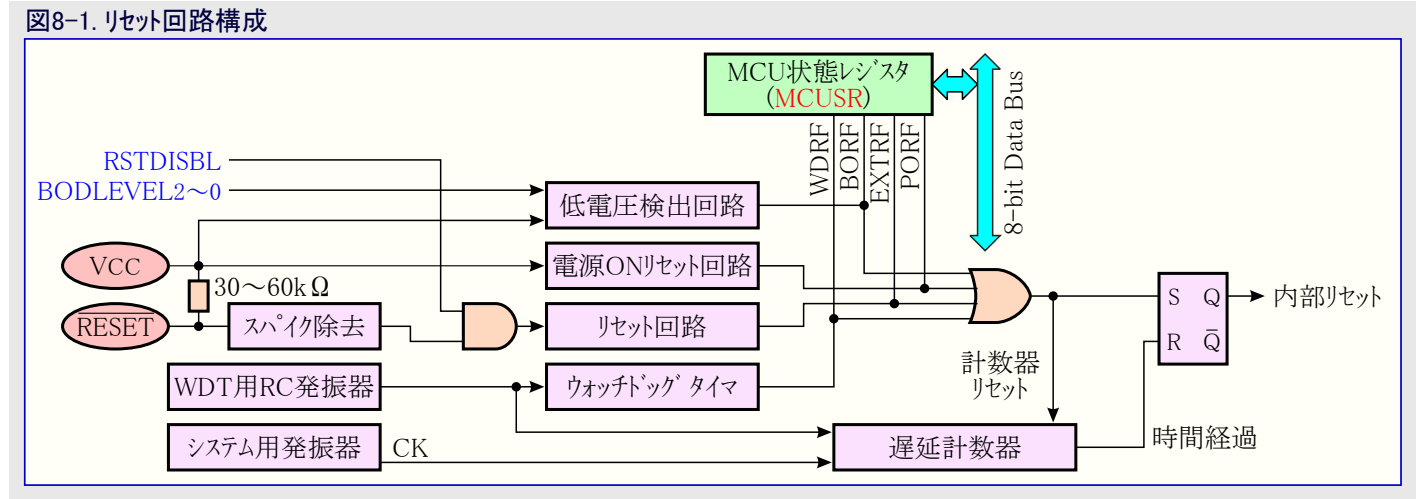 図8-1. リセット回路構成
MCU状態レジスタ
(MCUSR)
8-bit Data Bus
WDRF
BORF
EXTRF
PORF
RSTDISBL
BODLEVEL2～0
低電圧検出回路
VCC
電源ONリセット回路
30～60kΩ
RESET
スパイク除去
リセット回路
S Q
内部リセット
R Q̅
計数器
リセット
WDT用RC発振器
ウォッチドッグ タイマ
システム用発振器
CK
遅延計数器
時間経過